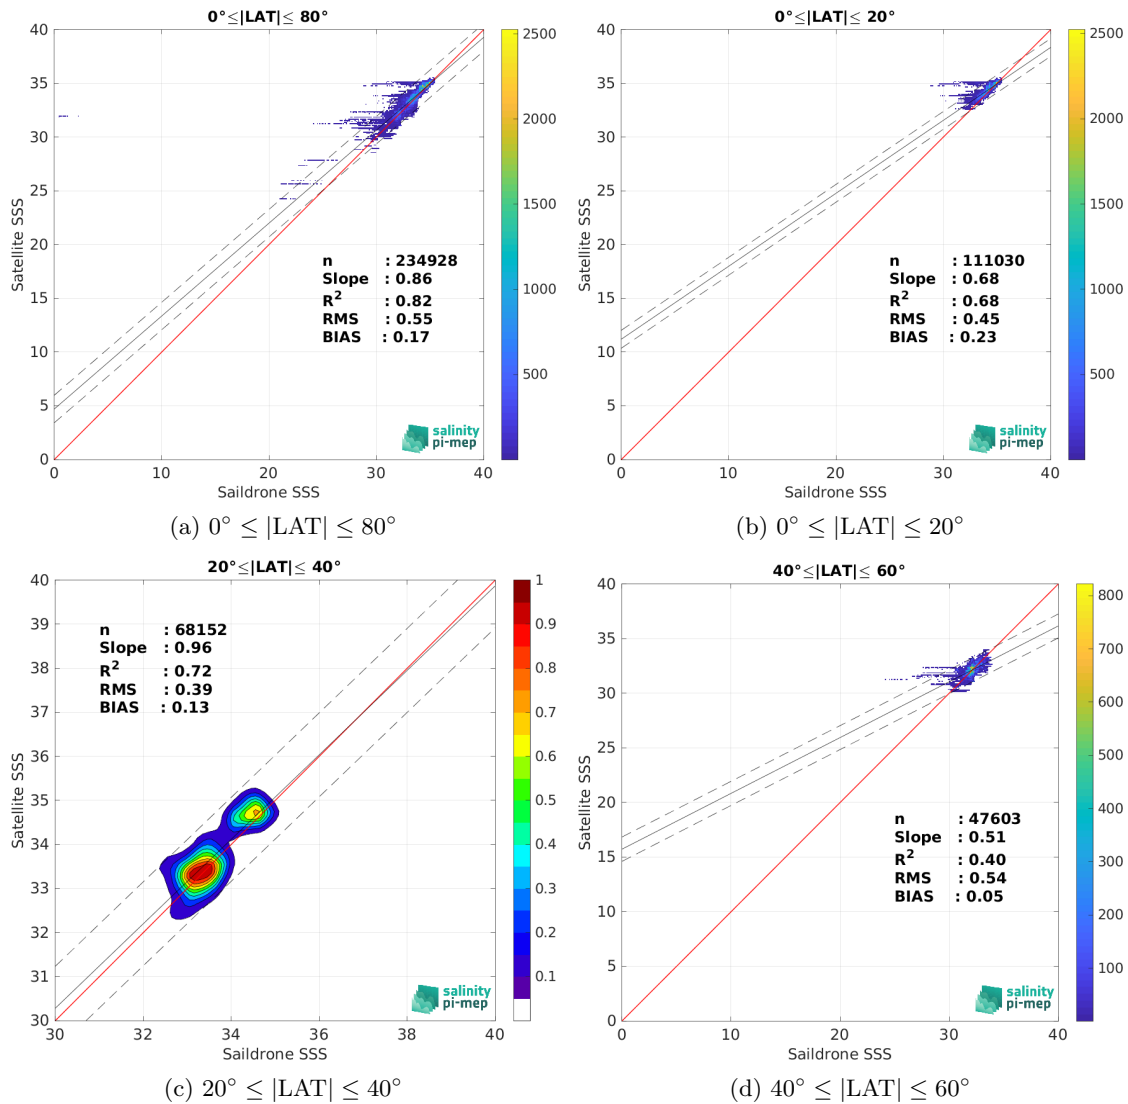 0°≤|LAT|≤ 80°
40
35
30
25
20
15
10
5
0
Satellite SSS
0
10
20
30
40
Saildrone SSS
n : 234928
Slope : 0.86
R² : 0.82
RMS : 0.55
BIAS : 0.17
salinity
pi-mep
2500
2000
1500
1000
500
(a) 0° ≤ |LAT| ≤ 80°
0°≤|LAT|≤ 20°
40
35
30
25
20
15
10
5
0
Satellite SSS
0
10
20
30
40
Saildrone SSS
n : 111030
Slope : 0.68
R² : 0.68
RMS : 0.45
BIAS : 0.23
salinity
pi-mep
2500
2000
1500
1000
500
(b) 0° ≤ |LAT| ≤ 20°
20°≤|LAT|≤ 40°
40
39
38
37
36
35
34
33
32
31
30
Satellite SSS
30
32
34
36
38
40
Saildrone SSS
n : 68152
Slope : 0.96
R² : 0.72
RMS : 0.39
BIAS : 0.13
salinity
pi-mep
1
0.9
0.8
0.7
0.6
0.5
0.4
0.3
0.2
0.1
(c) 20° ≤ |LAT| ≤ 40°
40°≤|LAT|≤ 60°
40
35
30
25
20
15
10
5
0
Satellite SSS
0
10
20
30
40
Saildrone SSS
n : 47603
Slope : 0.51
R² : 0.40
RMS : 0.54
BIAS : 0.05
salinity
pi-mep
800
700
600
500
400
300
200
100
(d) 40° ≤ |LAT| ≤ 60°